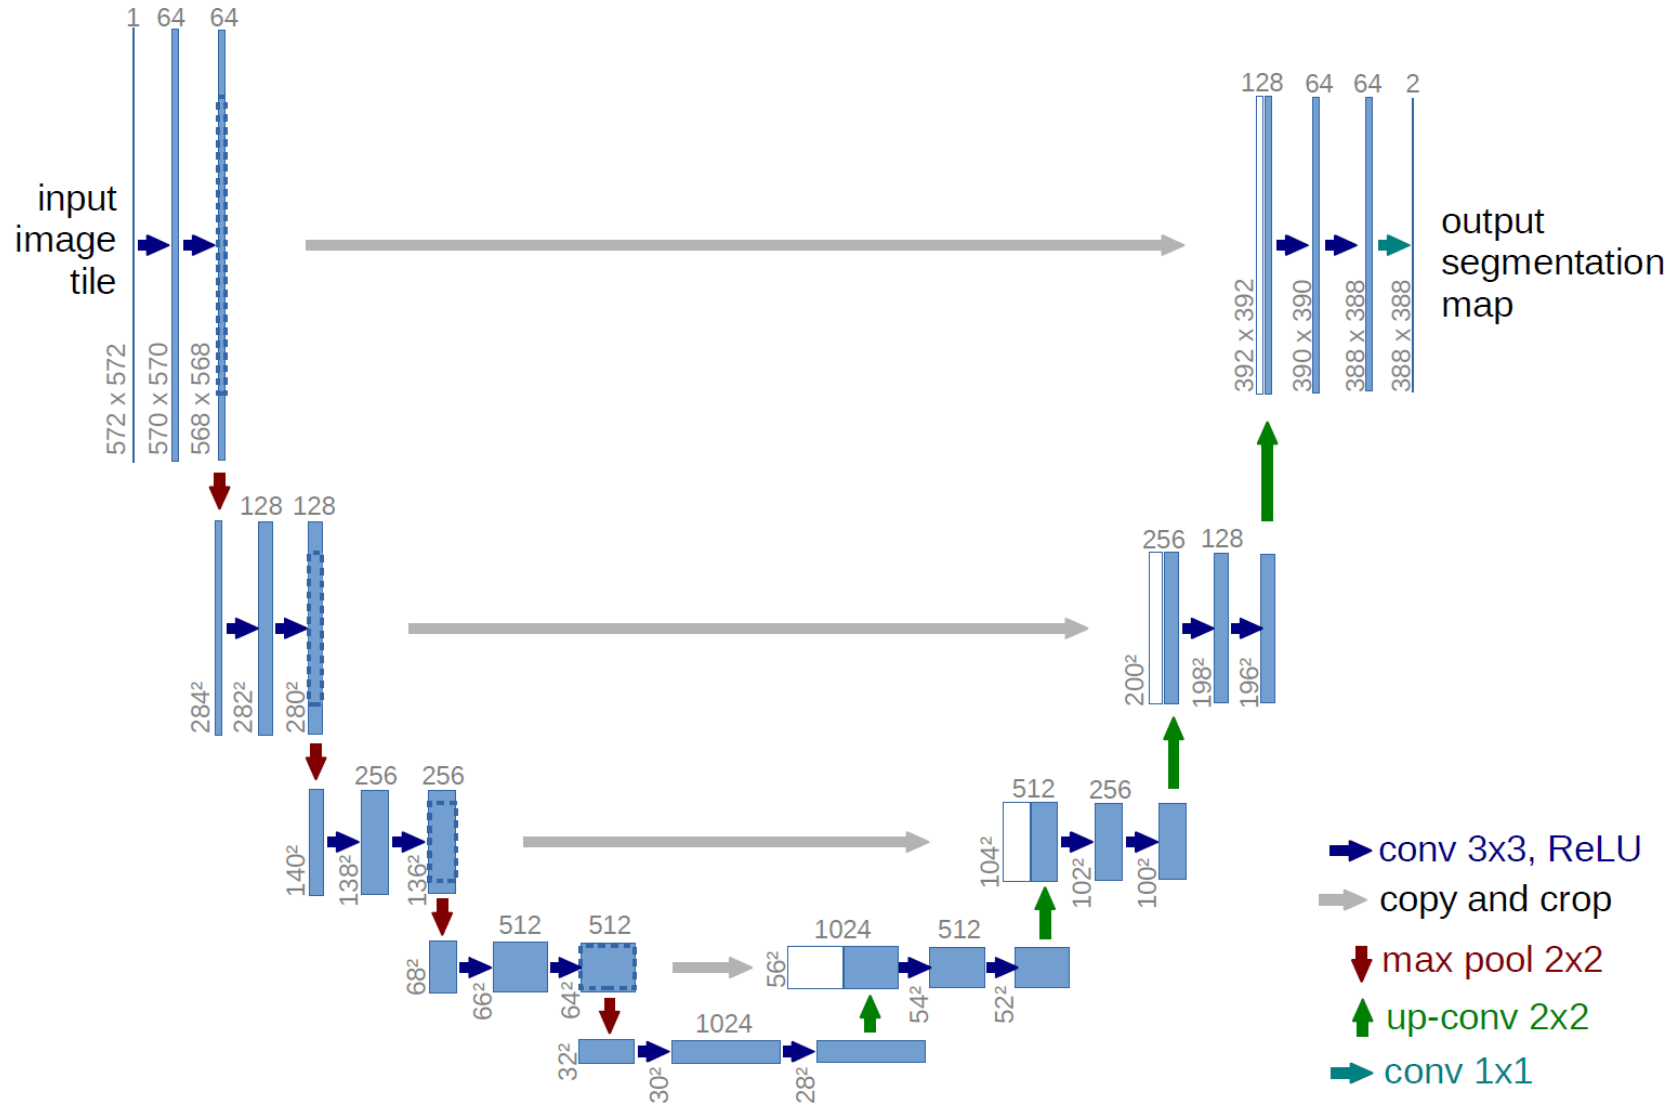 1 64 64
input
image
tile
572 x 572
570 x 570
568 x 568
128 64 64 2
392 x 392
390 x 390
388 x 388
388 x 388
output
segmentation
map
128 128
284²
282²
280²
256 128
200²
198²
196²
256 256
140²
138²
136²
512 256
104²
102²
100²
512 512
68²
66²
64²
1024 512
56²
54²
52²
1024
32²
30²
28²
conv 3x3, ReLU
copy and crop
max pool 2x2
up-conv 2x2
conv 1x1